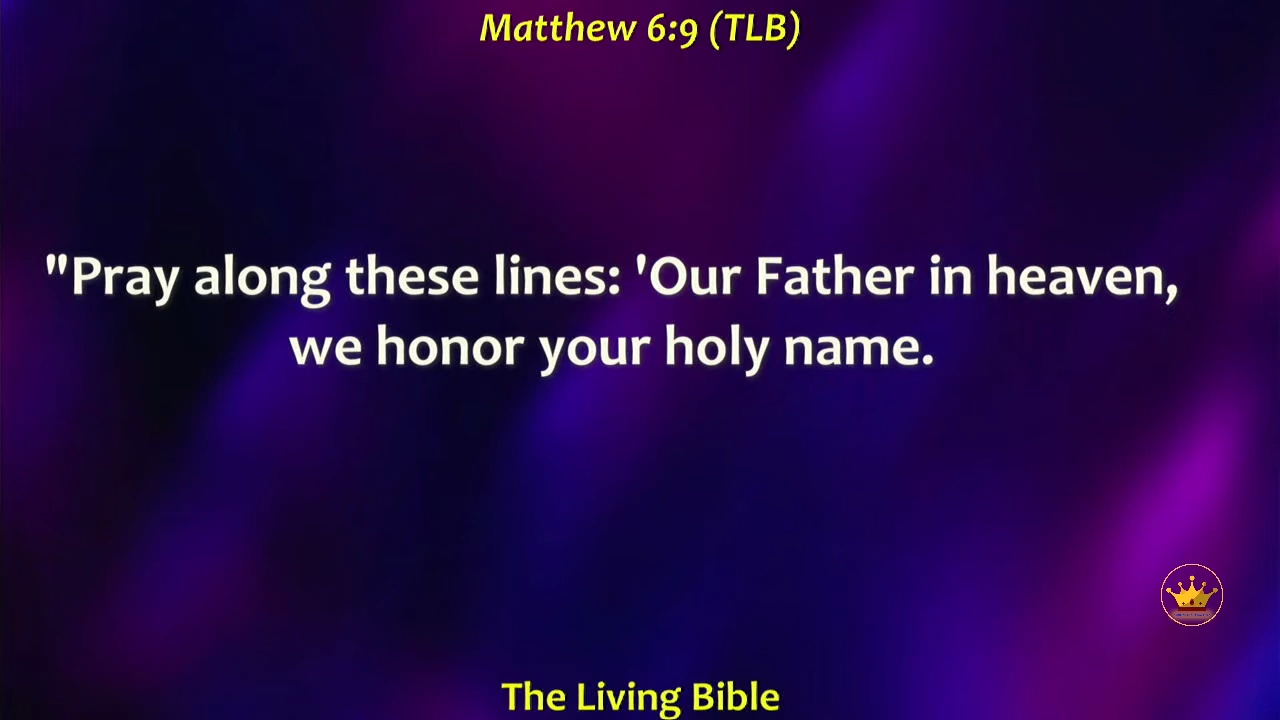 Matthew 6:9 (TLB)
"Pray along these lines: 'Our Father in heaven,
we honor your holy name.
The Living Bible